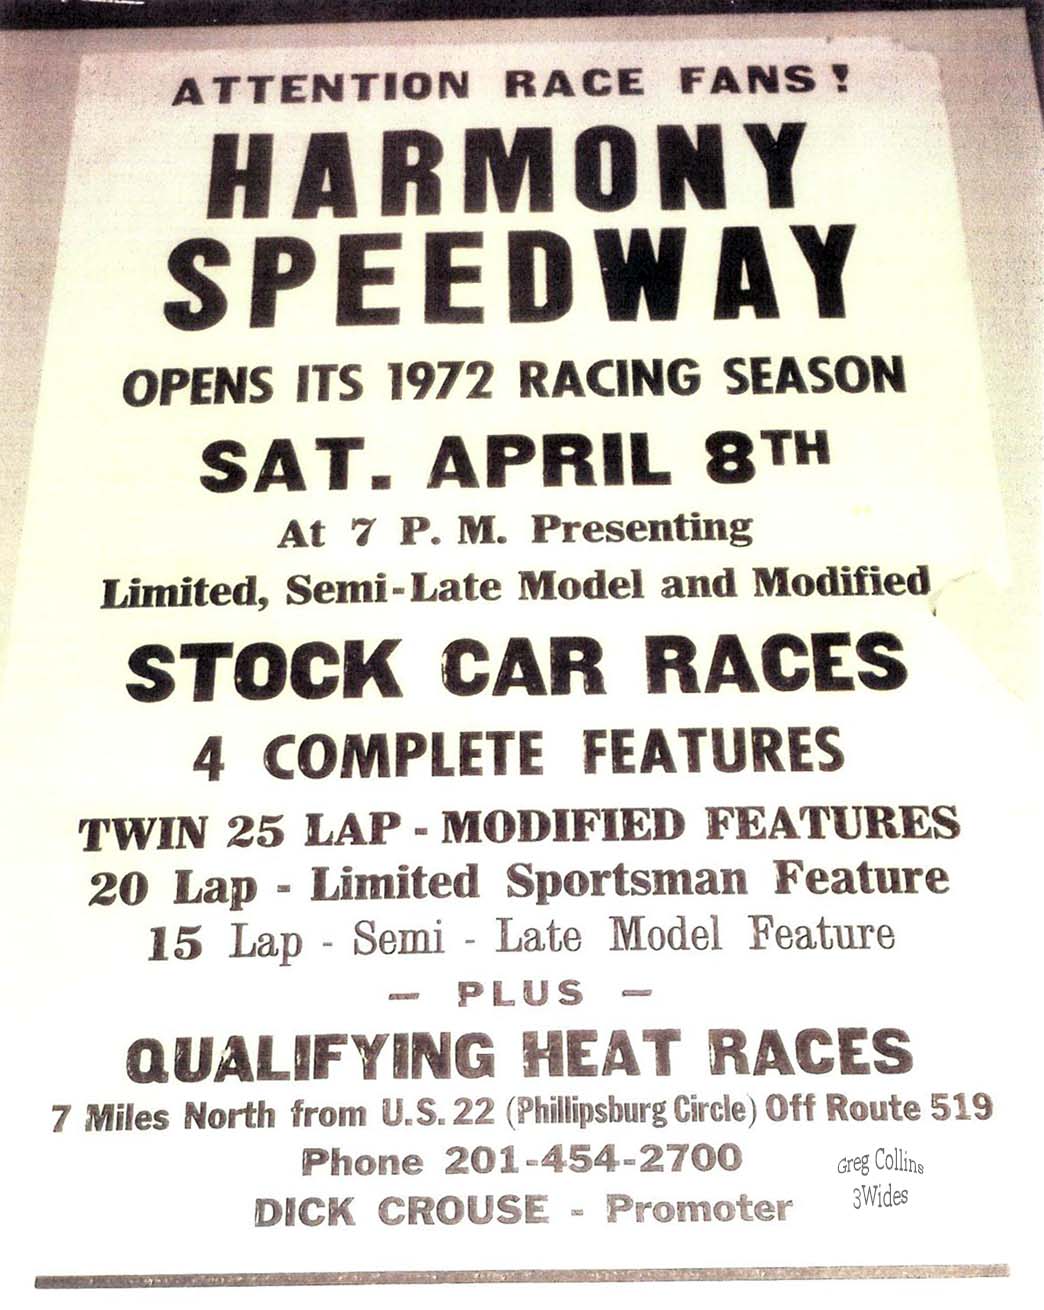 ATTENTION RACE FANS!
HARMONY
SPEEDWAY
OPENS ITS 1972 RACING SEASON
SAT. APRIL 8TH
At 7 P. M. Presenting
Limited, Semi-Late Model and Modified
STOCK CAR RACES
4 COMPLETE FEATURES
TWIN 25 LAP - MODIFIED FEATURES
20 Lap - Limited Sportsman Feature
15 Lap - Semi - Late Model Feature
— PLUS —
QUALIFYING HEAT RACES
7 Miles North from U.S. 22 (Phillipsburg Circle) Off Route 519
Phone 201-454-2700
DICK CROUSE - Promoter
Greg Collins
3Wides